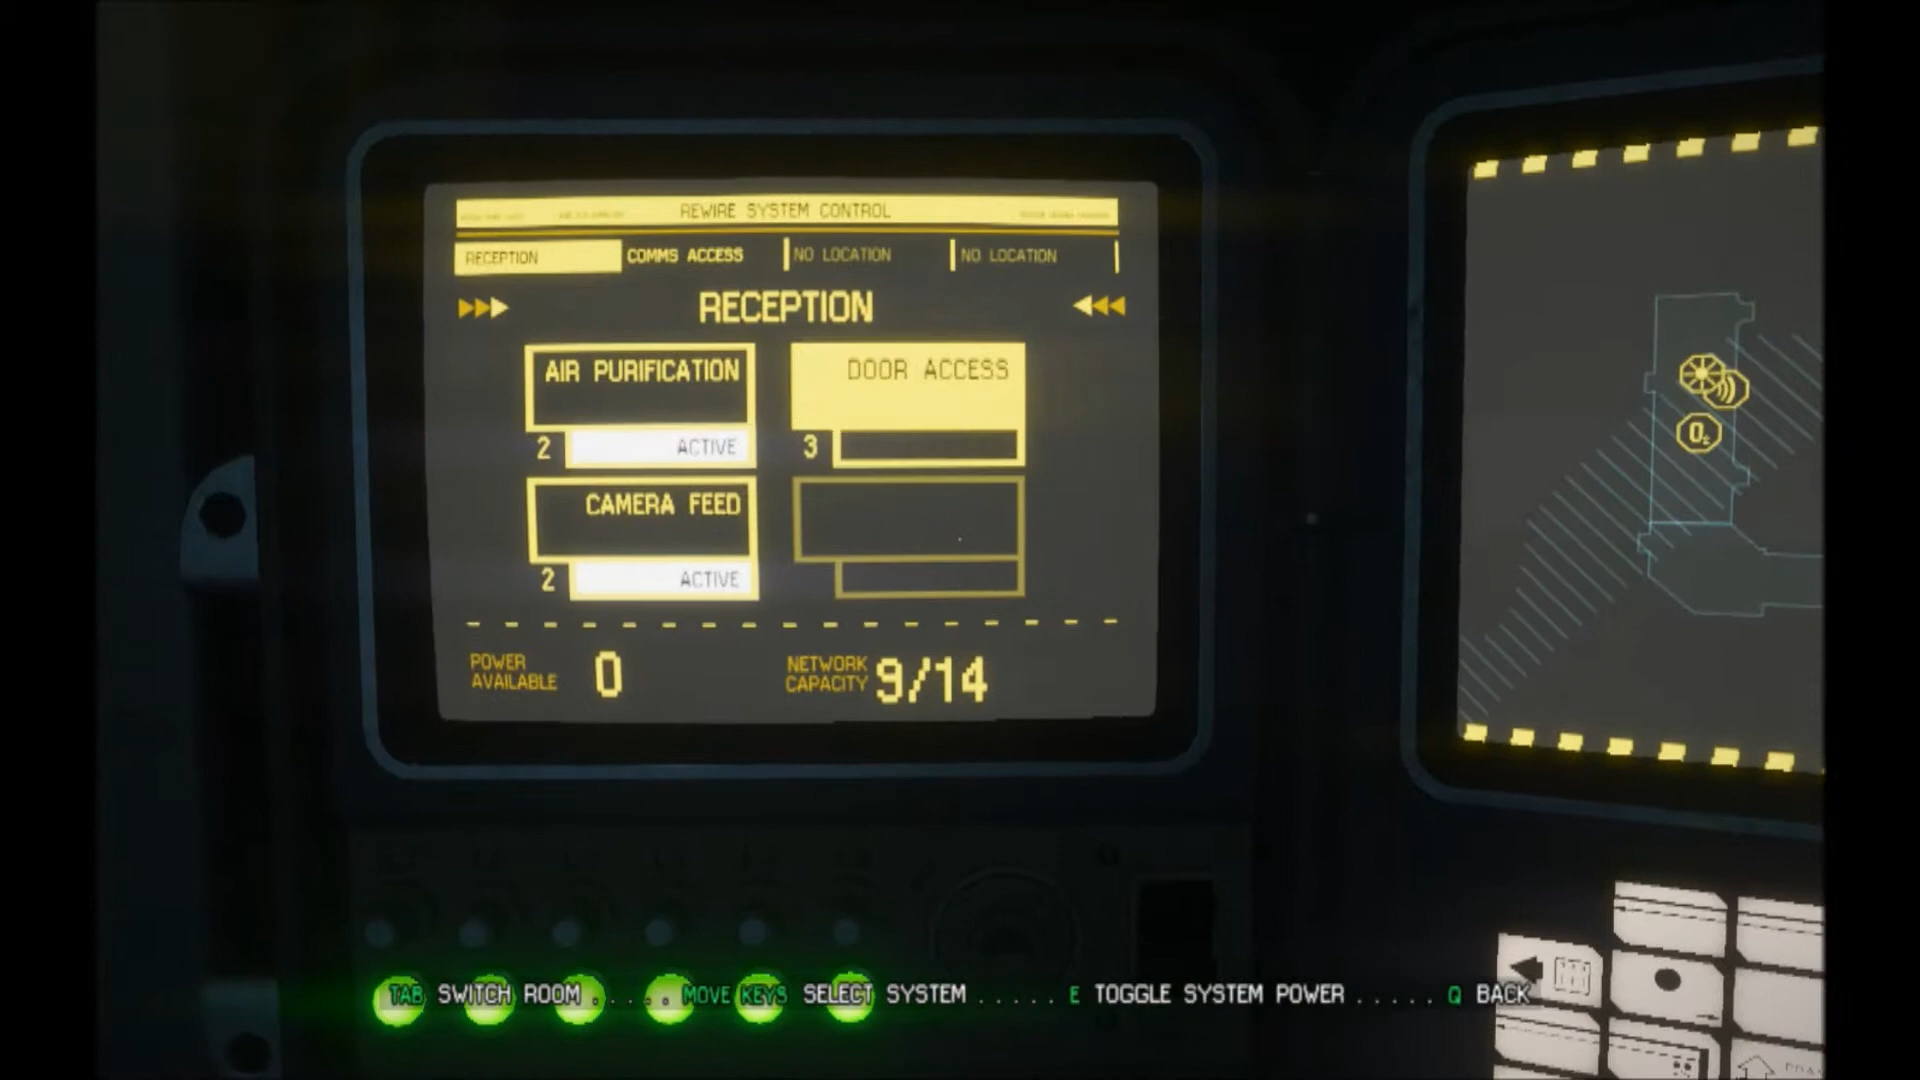 REWIRE SYSTEM CONTROL
RECEPTION COMMS ACCESS NO LOCATION NO LOCATION
RECEPTION
AIR PURIFICATION DOOR ACCESS
2 ACTIVE 3
CAMERA FEED
2 ACTIVE
POWER AVAILABLE 0 NETWORK CAPACITY 9/14
O₂
TAB SWITCH ROOM ..... MOVE KEYS SELECT SYSTEM ..... E TOGGLE SYSTEM POWER ..... Q BACK